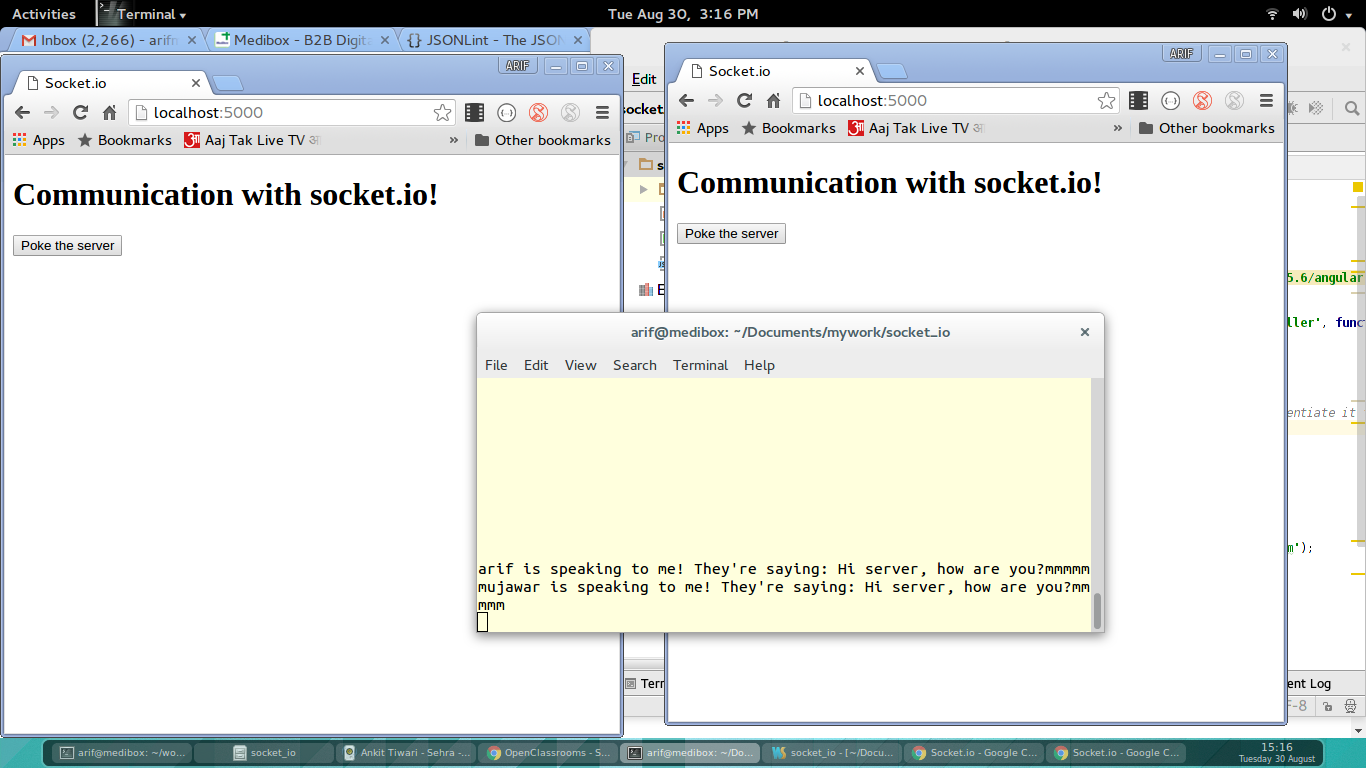 Activities
Terminal
Tue Aug 30, 3:16 PM
Inbox (2,266) - arifm
Medibox - B2B Digit
JSONLint - The JSON
ARIF
Socket.io
localhost:5000
Apps
Bookmarks
Aaj Tak Live TV आ
»
Other bookmarks
Communication with socket.io!
Poke the server
Edit
socket
Pro
s
E
Term
ARIF
Socket.io
localhost:5000
Apps
Bookmarks
Aaj Tak Live TV आ
»
Other bookmarks
Communication with socket.io!
Poke the server
5.6/angular
ller', func
entiate it
m');
ent Log
F-8
arif@medibox: ~/Documents/mywork/socket_io
File Edit View Search Terminal Help
arif is speaking to me! They're saying: Hi server, how are you?mmmmm
mujawar is speaking to me! They're saying: Hi server, how are you?mm
mmm
arif@medibox: ~/wo...
socket_io
Ankit Tiwari - Sehra -...
OpenClassrooms - S...
arif@medibox: ~/Do...
socket_io - [~/Docu...
Socket.io - Google C...
Socket.io - Google C...
15:16
Tuesday 30 August